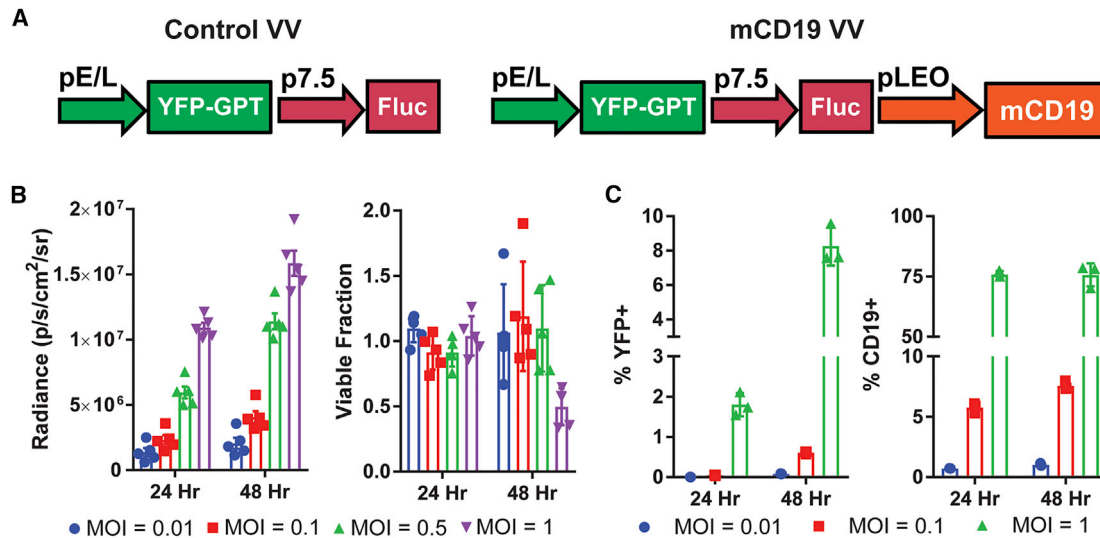 A
Control VV
mCD19 VV
pE/L
YFP-GPT
p7.5
Fluc
pE/L
YFP-GPT
p7.5
Fluc
pLEO
mCD19
B
Radiance (p/s/cm²/sr)
2×10⁷
1.5×10⁷
1×10⁷
5×10⁶
0
24 Hr
48 Hr
Viable Fraction
2.0
1.5
1.0
0.5
0.0
24 Hr
48 Hr
MOI = 0.01
MOI = 0.1
MOI = 0.5
MOI = 1
C
% YFP+
10
8
6
4
3
2
1
0
24 Hr
48 Hr
% CD19+
100
75
50
10
5
0
24 Hr
48 Hr
MOI = 0.01
MOI = 0.1
MOI = 1